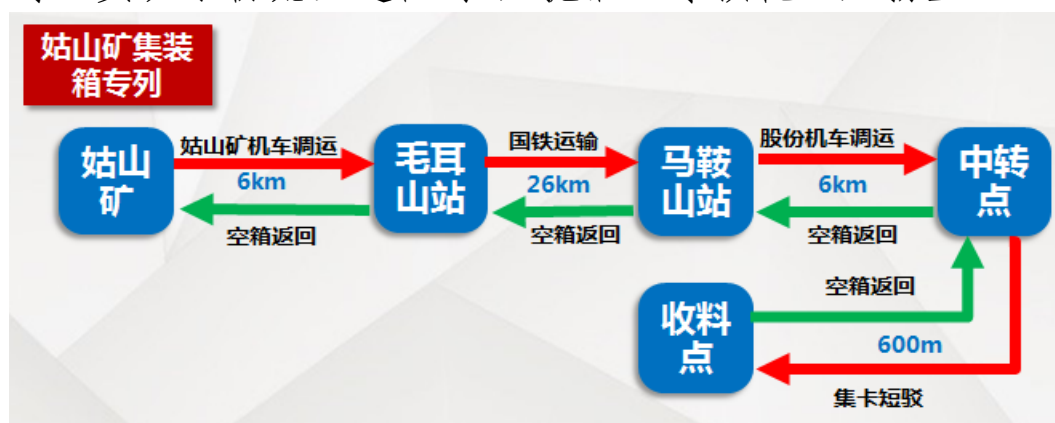 姑山矿集装
箱专列
姑山
矿
姑山矿机车调运
6km
空箱返回
毛耳
山站
国铁运输
26km
空箱返回
马鞍
山站
股份机车调运
6km
空箱返回
中转
点
空箱返回
收料
点
600m
集卡短驳